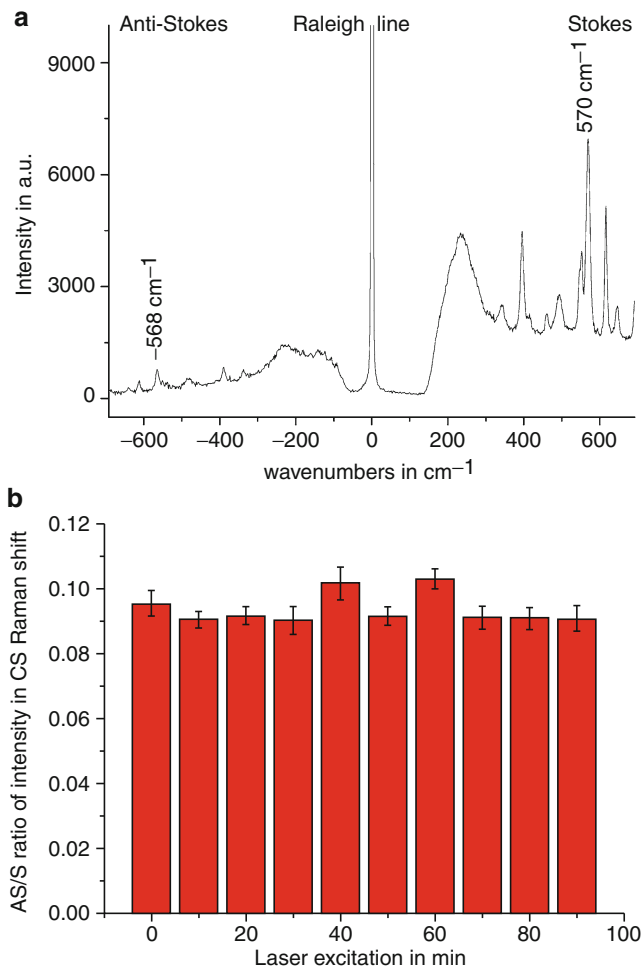 a
Anti-Stokes Raleigh line Stokes
9000
6000
3000
0
Intensity in a.u.
−568 cm−1
570 cm−1
−600 −400 −200 0 200 400 600
wavenumbers in cm−1
b
0.12
0.10
0.08
0.06
0.04
0.02
0.00
AS/S ratio of intensity in CS Raman shift
0 20 40 60 80 100
Laser excitation in min